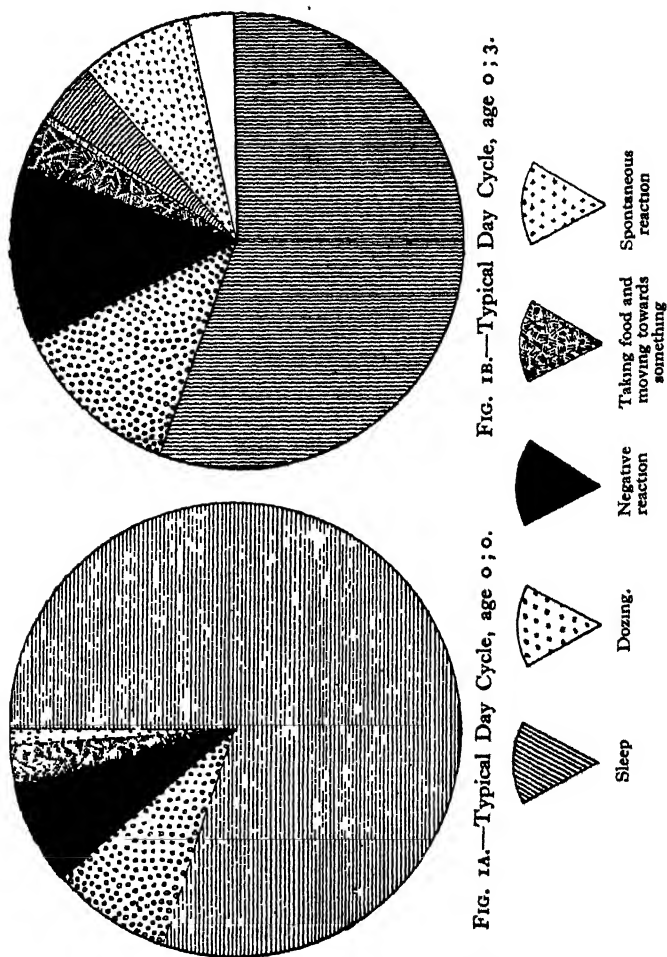 FIG. 1A.—Typical Day Cycle, age 0 ; 0.
FIG. 1B.—Typical Day Cycle, age 0 ; 3.
Sleep
Dozing.
Negative
reaction
Taking food and
moving towards
something
Spontaneous
reaction